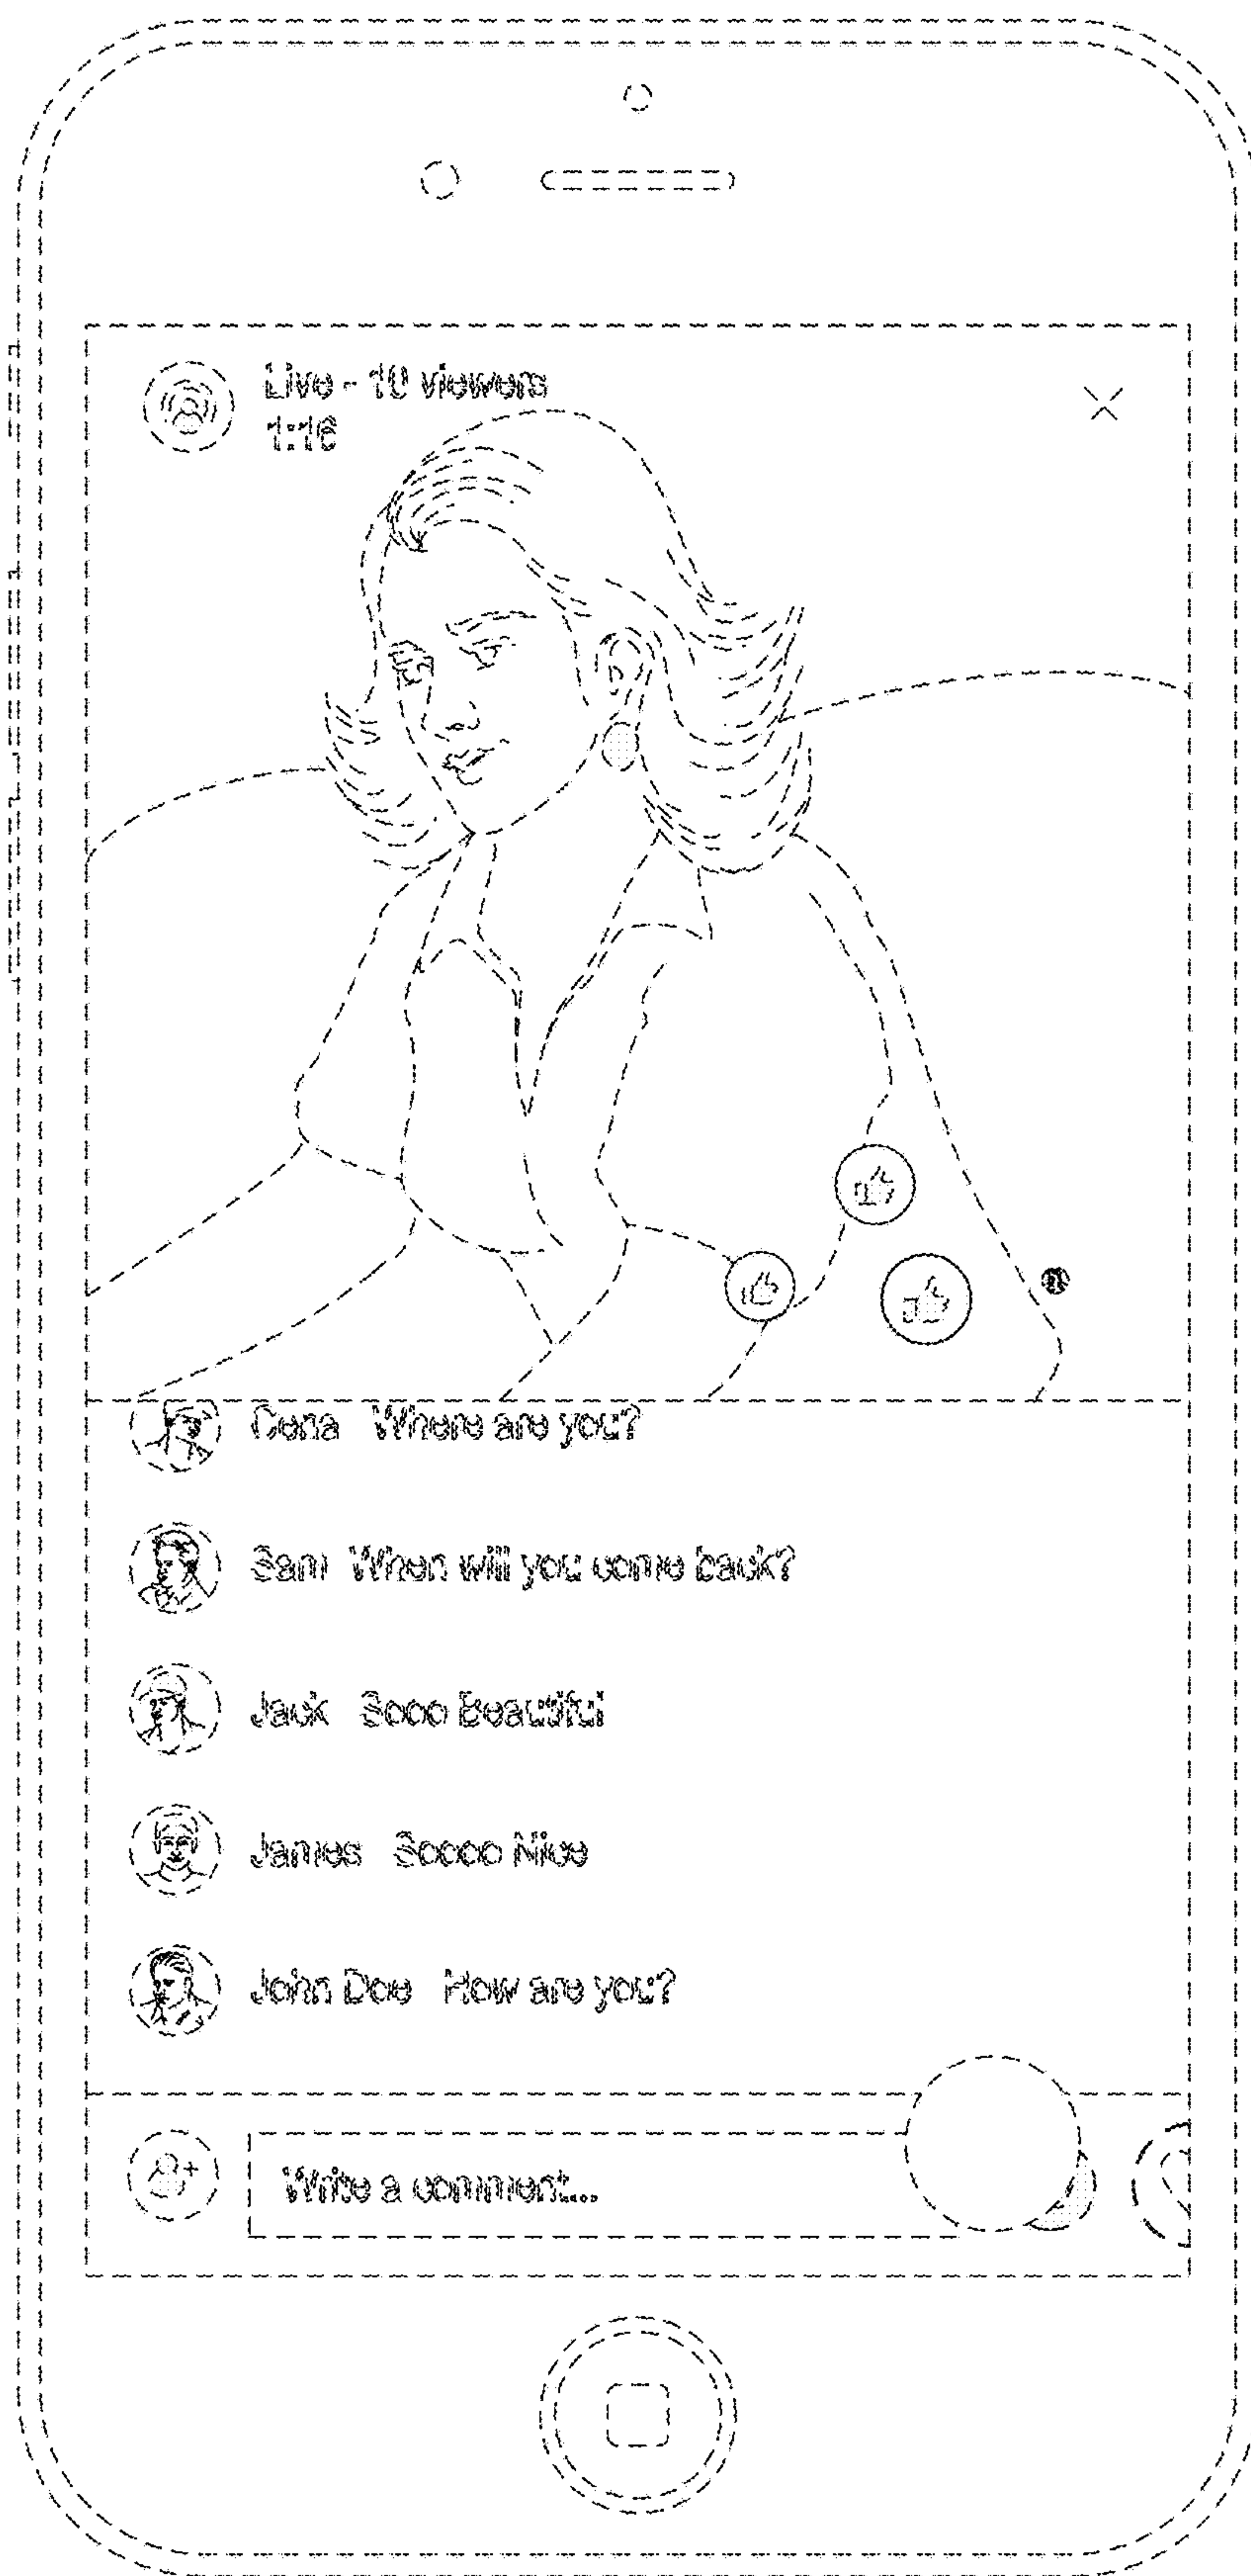 Live - 10 viewers
1:16
Cena Where are you?
Sam When will you come back?
Jack Sooo Beautiful
James Soooo Nice
John Doe How are you?
Write a comment...